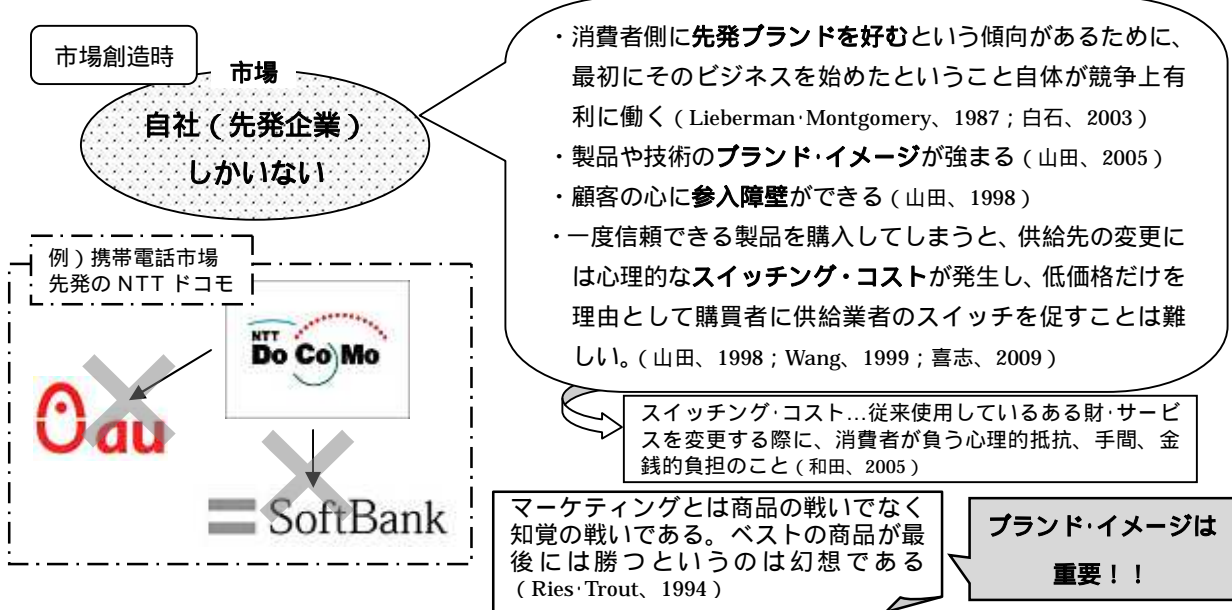 市場創造時
市場
自社（先発企業）
しかいない
・消費者側に先発ブランドを好むという傾向があるために、
最初にそのビジネスを始めたということ自体が競争上有
利に働く（Lieberman･Montgomery、1987；白石、2003）
・製品や技術のブランド･イメージが強まる（山田、2005）
・顧客の心に参入障壁ができる（山田、1998）
・一度信頼できる製品を購入してしまうと、供給先の変更に
は心理的なスイッチング・コストが発生し、低価格だけを
理由として購買者に供給業者のスイッチを促すことは難
しい。（山田、1998；Wang、1999；喜志、2009）
例）携帯電話市場
先発のNTTドコモ
NTT
DoCoMo
au
SoftBank
スイッチング･コスト…従来使用しているある財･サービ
スを変更する際に、消費者が負う心理的抵抗、手間、金
銭的負担のこと（和田、2005）
マーケティングとは商品の戦いでなく
知覚の戦いである。ベストの商品が最
後には勝つというのは幻想である
（Ries･Trout、1994）
ブランド･イメージは
重要！！